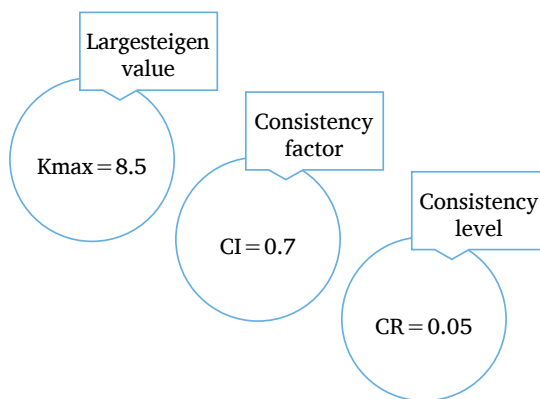 Largesteigen
value
Kmax = 8.5
Consistency
factor
CI = 0.7
Consistency
level
CR = 0.05